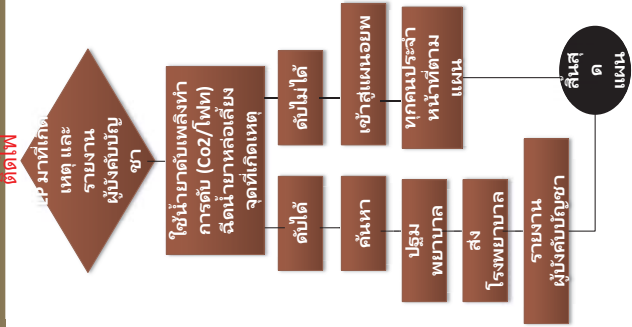 มาที่เกิด
เหตุ และ
รายงาน
ผู้บังคับบัญ
ชา
ใช้น้ำยาดับเพลิงทำ
การดับ (Co2/โฟท)
ฉีดน้ำยาหล่อเลี้ยง
จุดที่เกิดเหตุ
ดับไม่ได้
เข้าสู่แผนอยพ
ทุกคนประจำ
หน้าที่ตาม
แผน
ดับได้
ค้นหา
ปฐม
พยาบาล
ส่ง
โรงพยาบาล
รายงาน
ผู้บังคับบัญชา
สิ้นสุ
ด
แผน